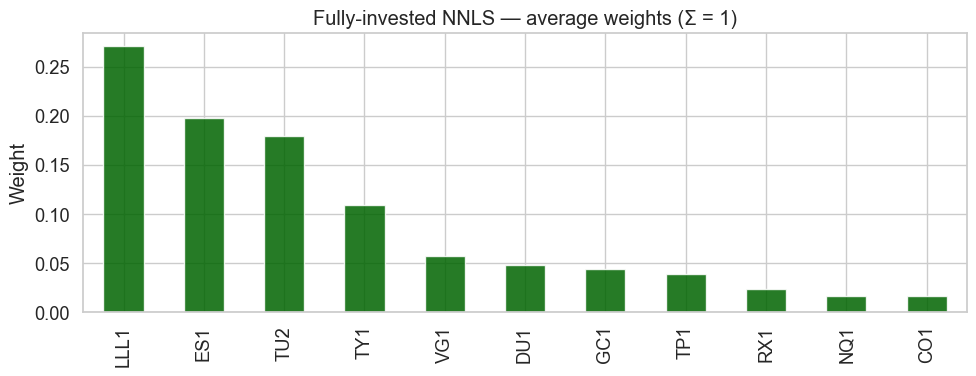 Fully-invested NNLS — average weights (Σ = 1)
Weight
0.25
0.20
0.15
0.10
0.05
0.00
LLL1
ES1
TU2
TY1
VG1
DU1
GC1
TP1
RX1
NQ1
CO1